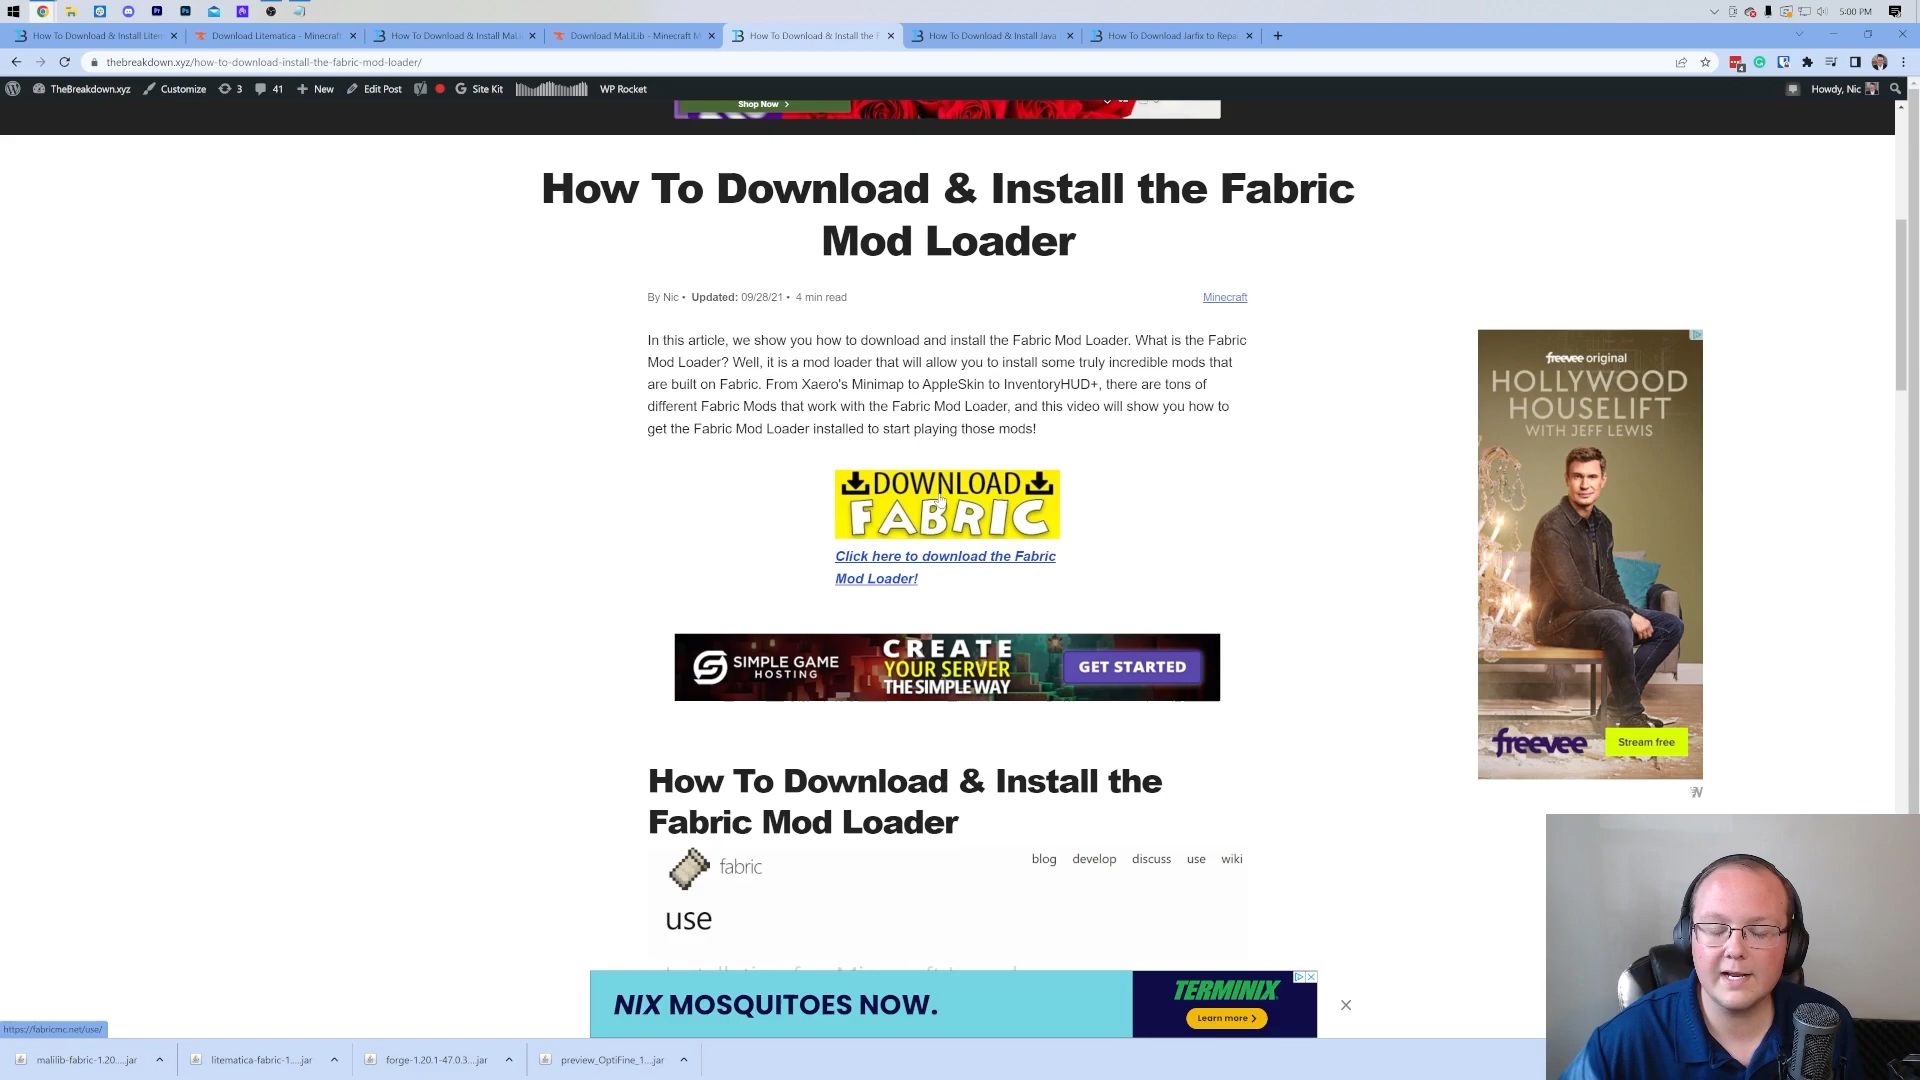 5:00 PM
How To Download & Install Liten
Download Litematica - Minecraft
How To Download & Install MaL
Download MaLiLib - Minecraft M
How To Download & Install the F
How To Download & Install Java
How To Download Jarfix to Repa
thebreakdown.xyz/how-to-download-install-the-fabric-mod-loader/
4
TheBreakdown.xyz
Customize
3
41
New
Edit Post
Site Kit
WP Rocket
Howdy, Nic
Shop Now >
How To Download & Install the Fabric
Mod Loader
By Nic • Updated: 09/28/21 • 4 min read
Minecraft
In this article, we show you how to download and install the Fabric Mod Loader. What is the Fabric
Mod Loader? Well, it is a mod loader that will allow you to install some truly incredible mods that
are built on Fabric. From Xaero's Minimap to AppleSkin to InventoryHUD+, there are tons of
different Fabric Mods that work with the Fabric Mod Loader, and this video will show you how to
get the Fabric Mod Loader installed to start playing those mods!
DOWNLOAD
FABRIC
Click here to download the Fabric
Mod Loader!
SIMPLE GAME
HOSTING
CREATE
YOUR SERVER
THE SIMPLE WAY
GET STARTED
freevee original
HOLLYWOOD
HOUSELIFT
WITH JEFF LEWIS
freevee
Stream free
How To Download & Install the
Fabric Mod Loader
fabric
blog develop discuss use wiki
use
NIX MOSQUITOES NOW.
TERMINIX
Learn more >
https://fabricmc.net/use/
malilib-fabric-1.20....jar
litematica-fabric-1....jar
forge-1.20.1-47.0.3....jar
preview_OptiFine_1....jar